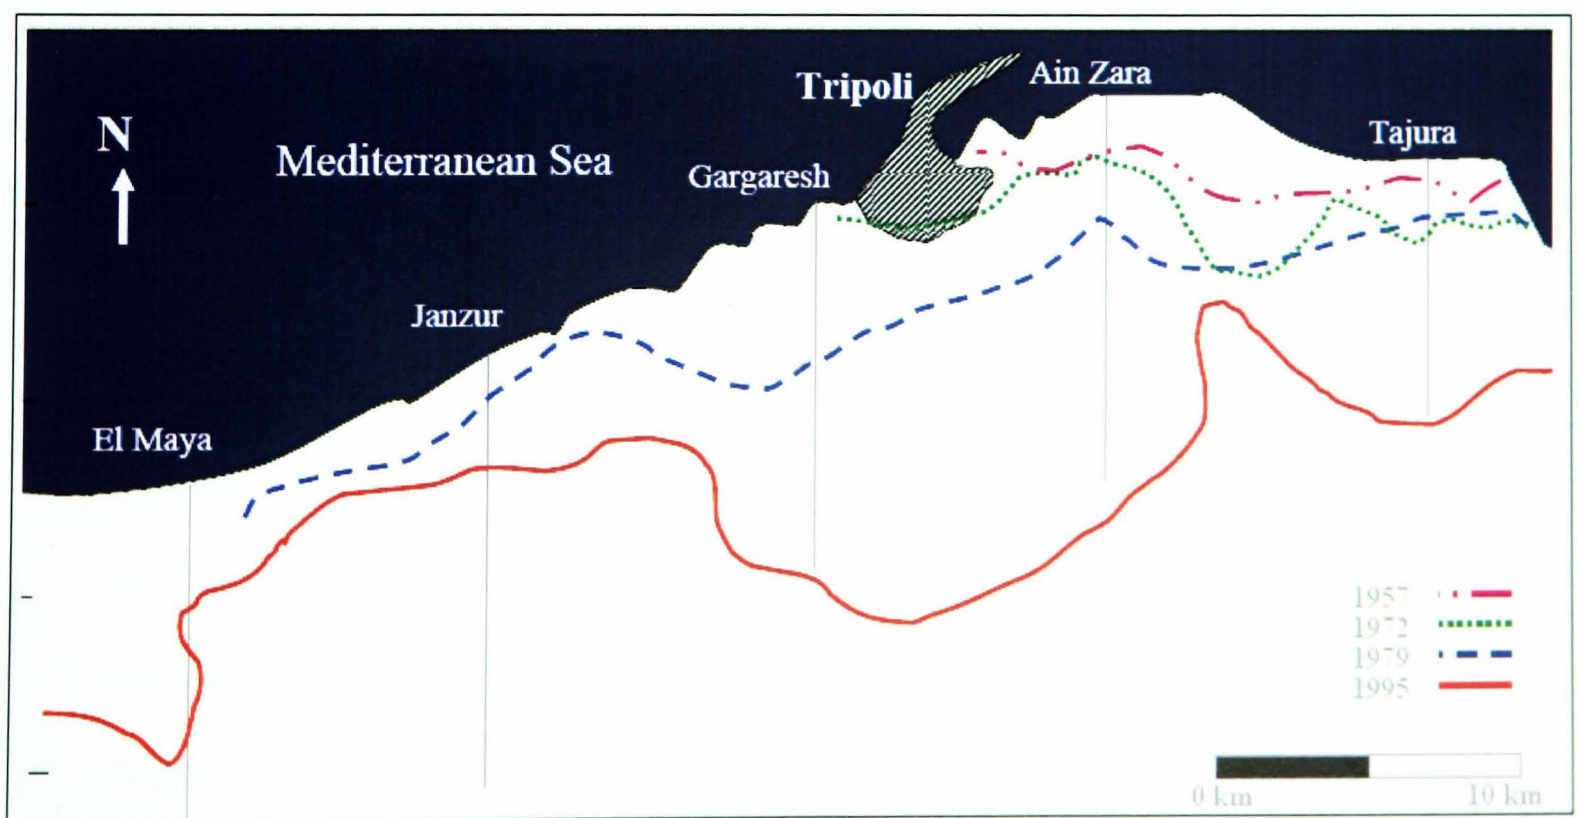 Tripoli
Ain Zara
N
Tajura
Mediterranean Sea
Gargaresh
Janzur
El Maya
1957
1972
1979
1995
0 km
10 km